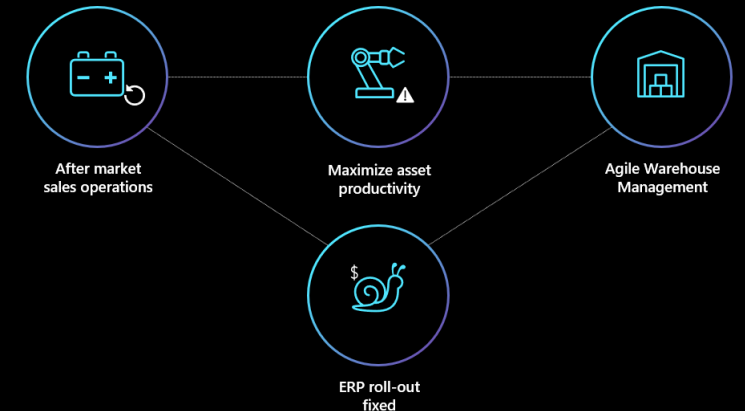 After market
sales operations
Maximize asset
productivity
Agile Warehouse
Management
$
ERP roll-out
fixed